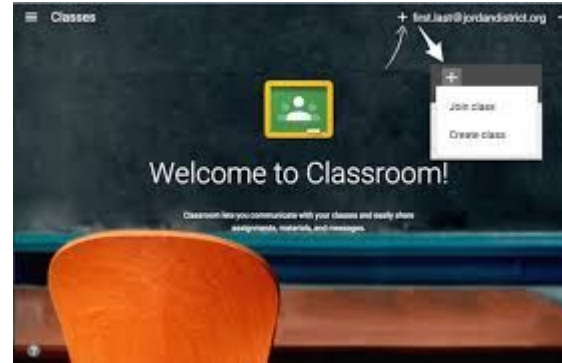 Classes
+ first.last@jordandistrict.org
+
Join class
Create class
Welcome to Classroom!
Classroom lets you communicate with your classes and easily share
assignments, materials, and messages.
?